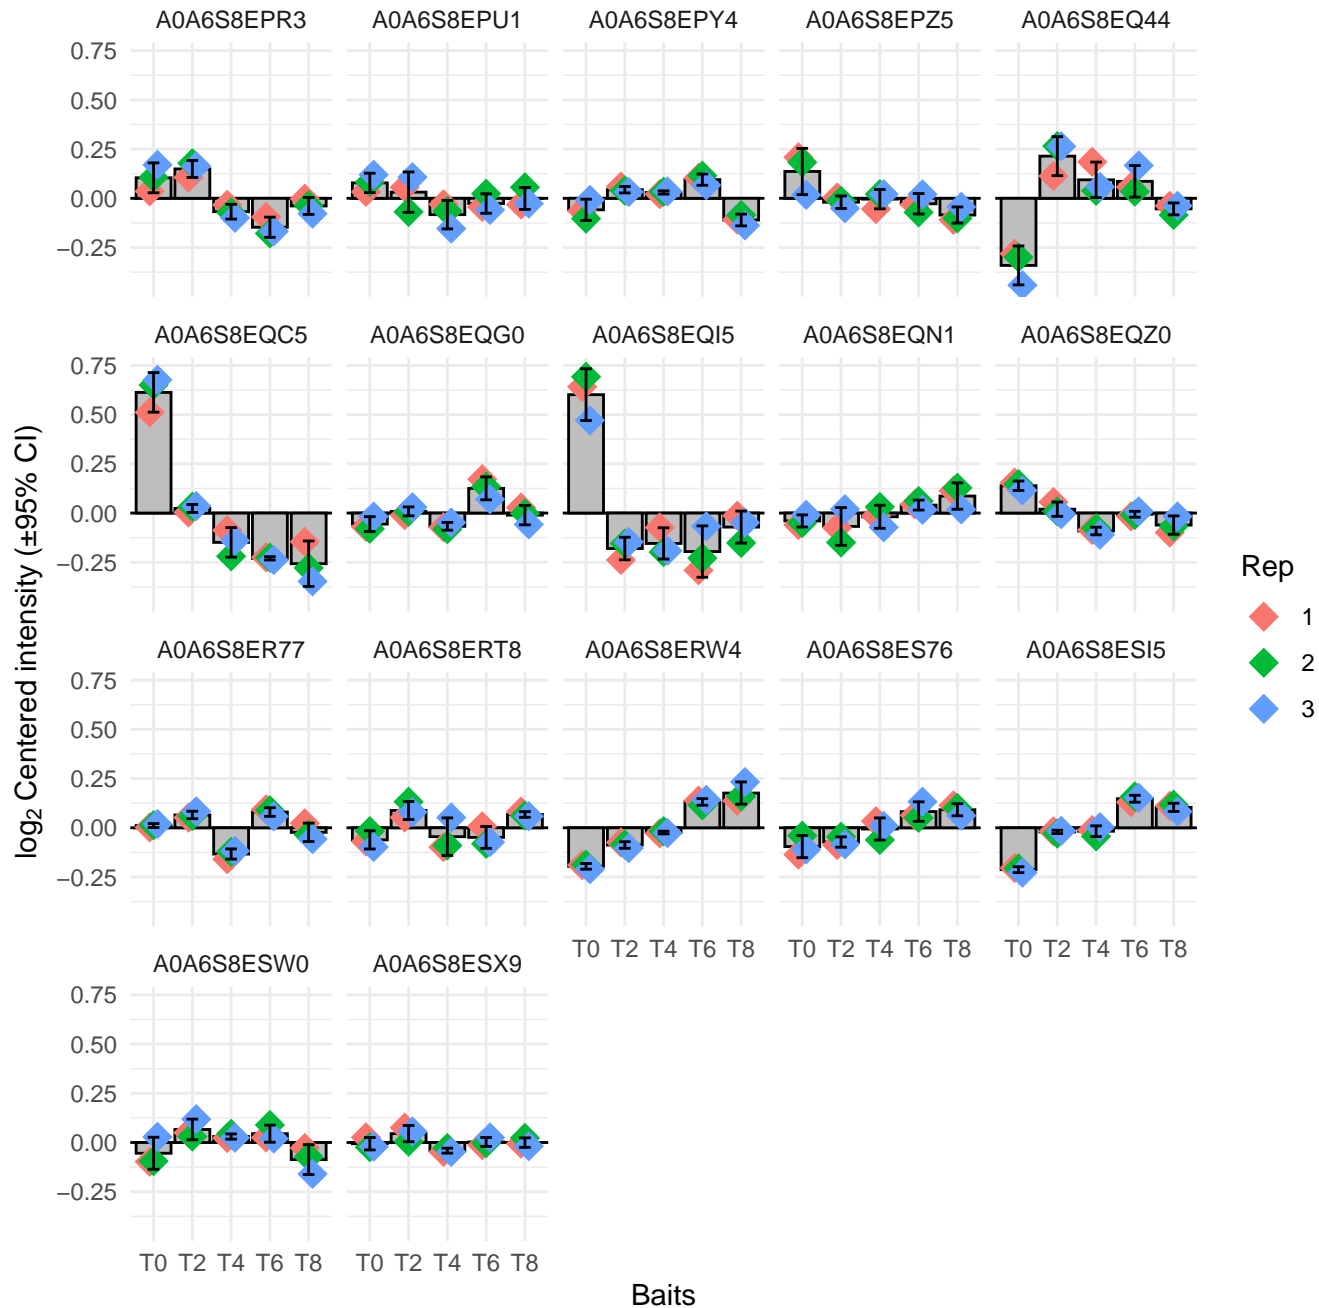 A0A6S8EPR3 A0A6S8EPU1 A0A6S8EPY4 A0A6S8EPZ5 A0A6S8EQ44
0.75
0.50
0.25
0.00
−0.25
A0A6S8EQC5 A0A6S8EQG0 A0A6S8EQI5 A0A6S8EQN1 A0A6S8EQZ0
0.75
0.50
0.25
0.00
−0.25
A0A6S8ER77 A0A6S8ERT8 A0A6S8ERW4 A0A6S8ES76 A0A6S8ESI5
0.75
0.50
0.25
0.00
−0.25
T0 T2 T4 T6 T8 T0 T2 T4 T6 T8 T0 T2 T4 T6 T8
A0A6S8ESW0 A0A6S8ESX9
0.75
0.50
0.25
0.00
−0.25
T0 T2 T4 T6 T8 T0 T2 T4 T6 T8
Baits
log2 Centered intensity (±95% CI)
Rep
1
2
3